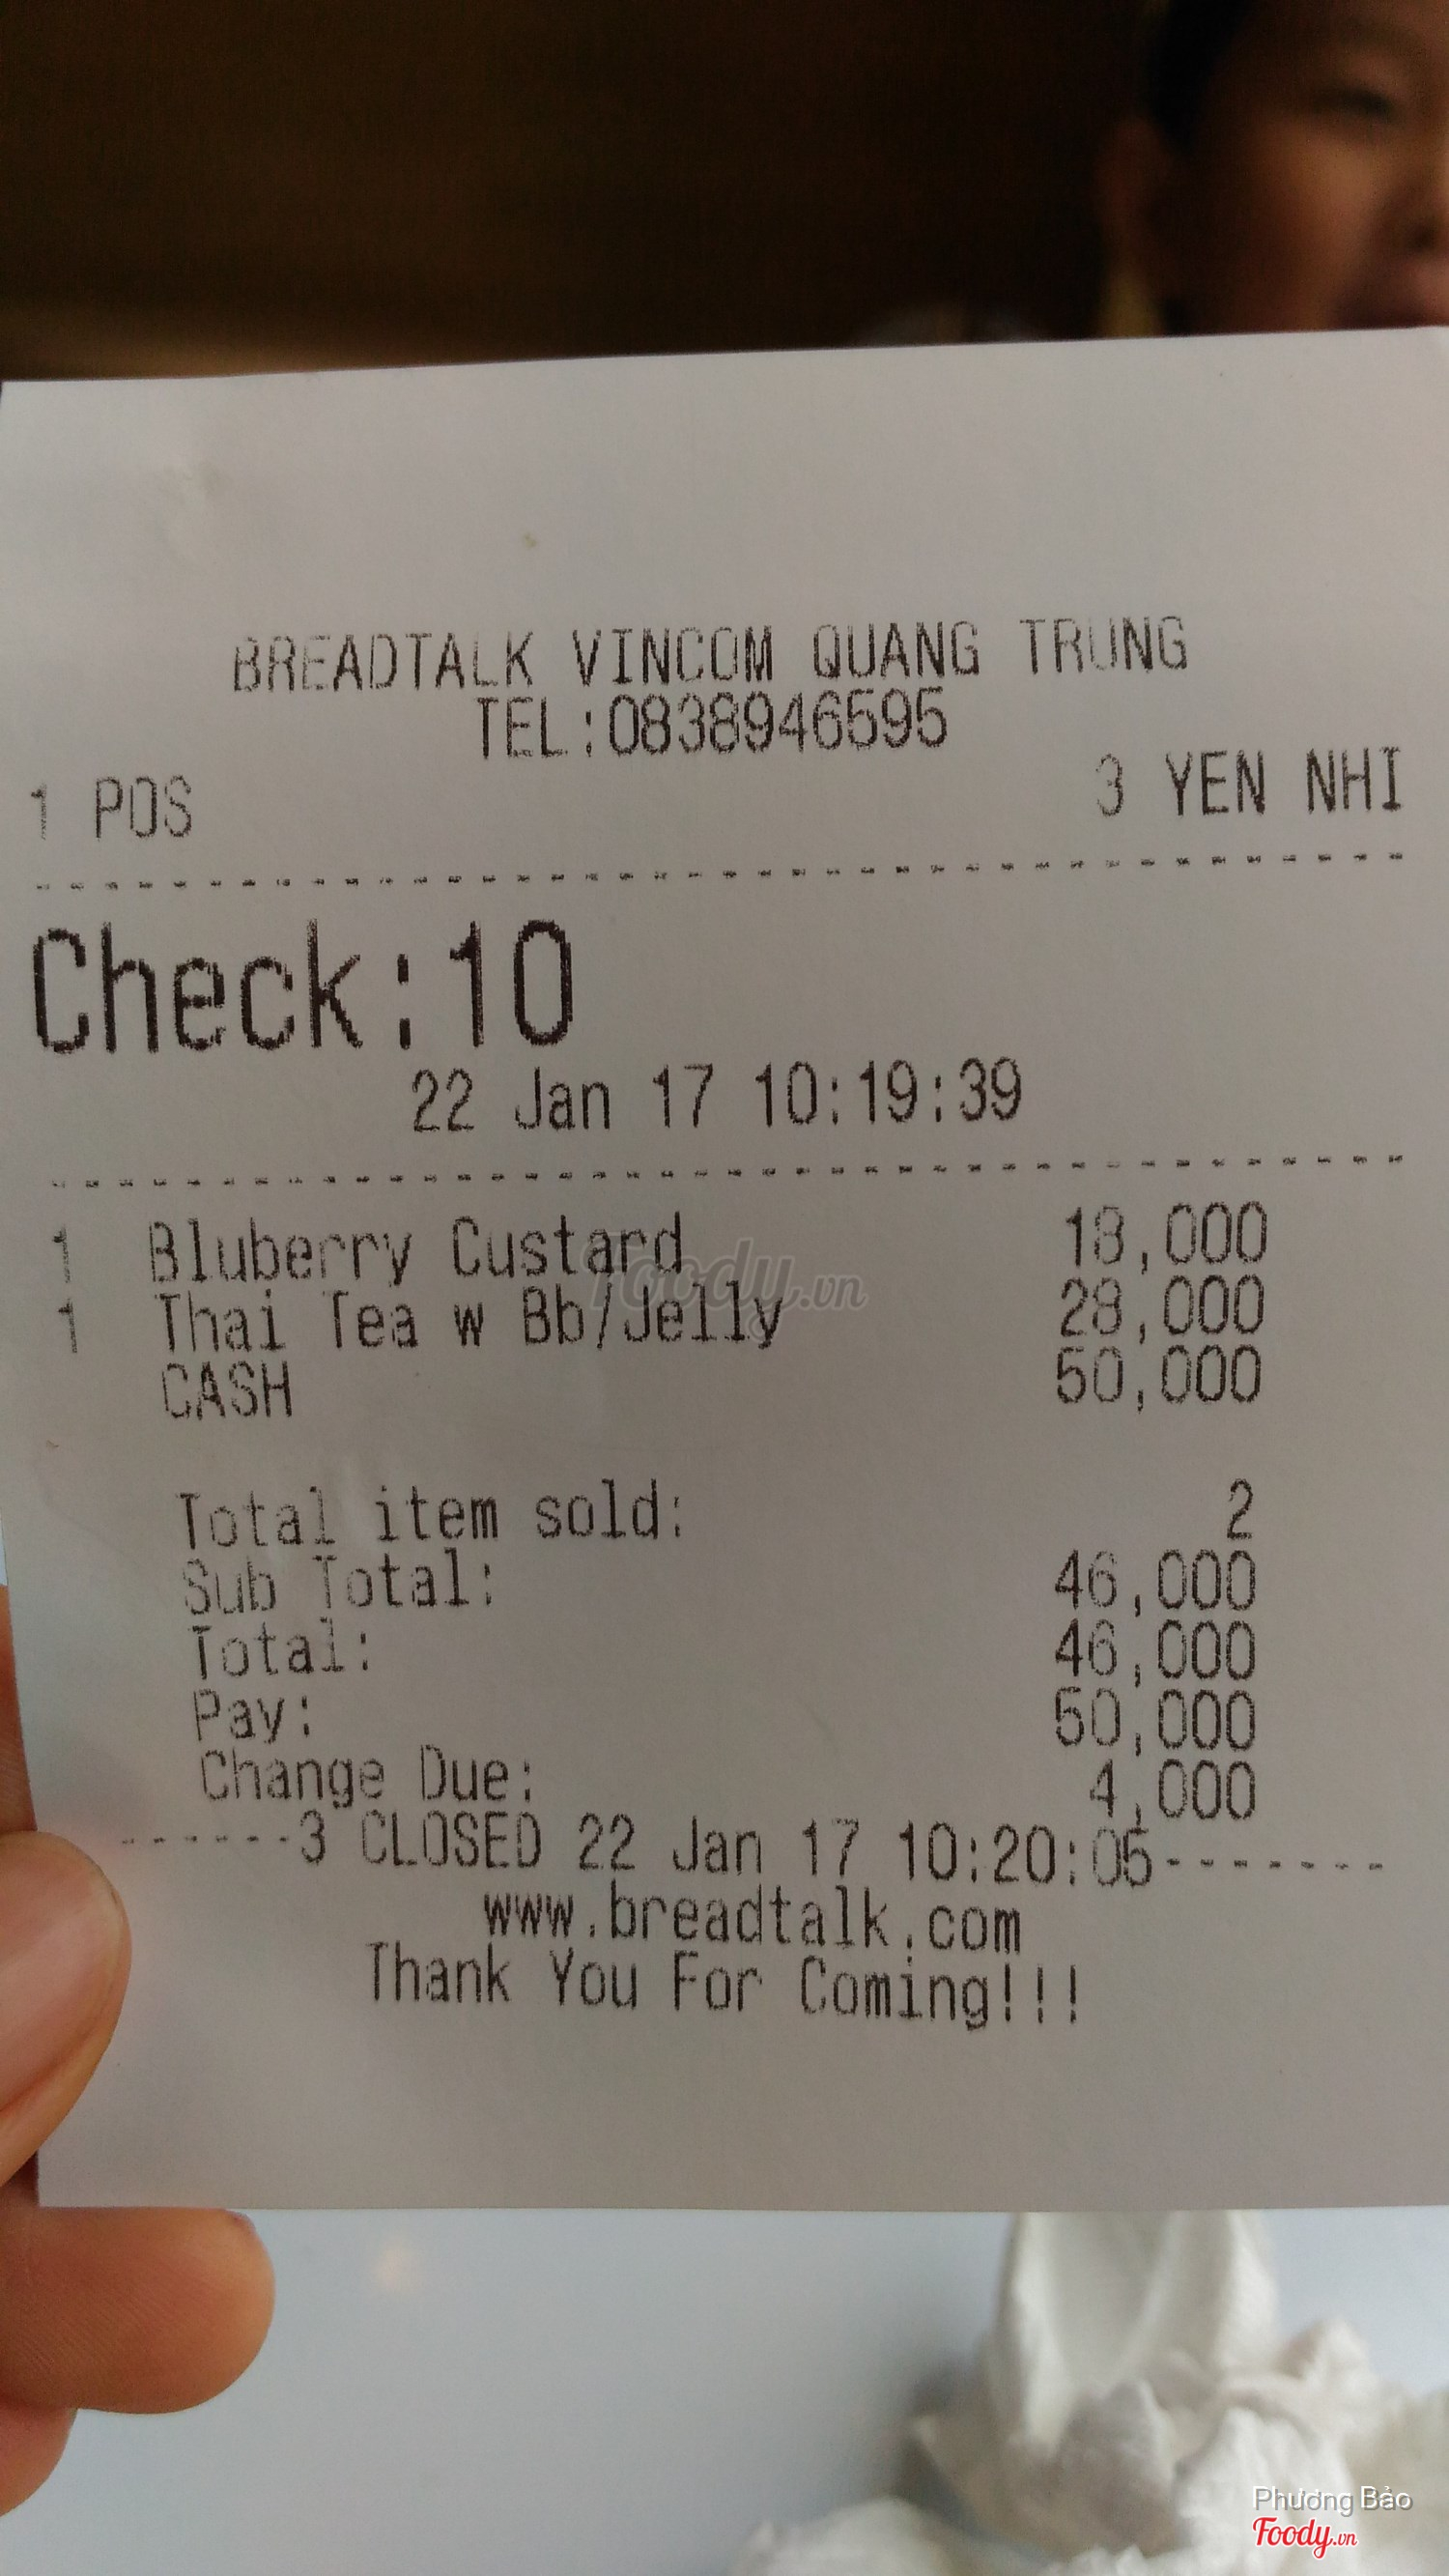 BREADTALK VINCOM QUANG TRUNG
TEL:0838946595
1 POS 3 YEN NHI
Check:10
22 Jan 17 10:19:39
1 Bluberry Custard 18,000
1 Thai Tea w Bb/Jelly 28,000
CASH 50,000
Total item sold: 2
Sub Total: 46,000
Total: 46,000
Pay: 50,000
Change Due: 4,000
------3 CLOSED 22 Jan 17 10:20:05-------
www.breadtalk.com
Thank You For Coming!!!
Foody.vn
Phương Bảo
Foody.vn